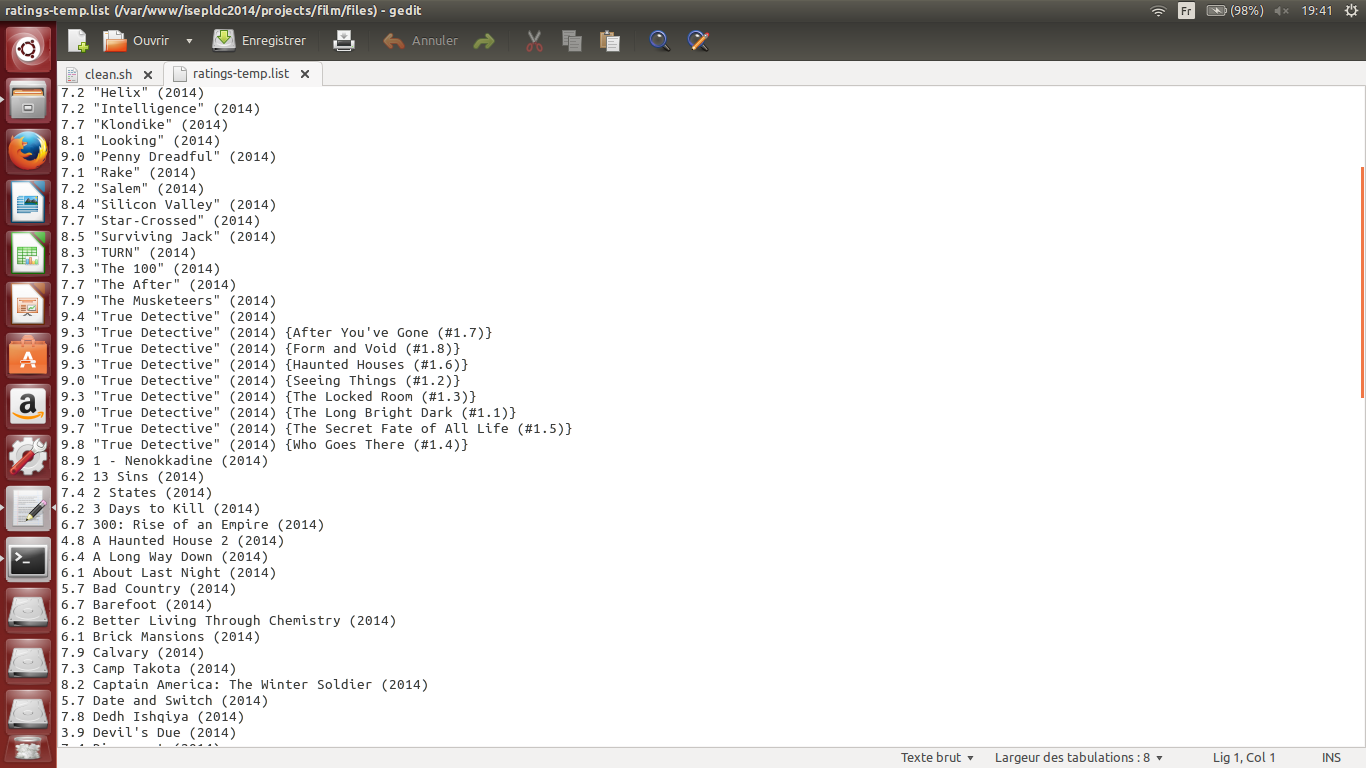 ratings-temp.list (/var/www/isepldc2014/projects/film/files) - gedit
Fr (98%) 19:41
Ouvrir Enregistrer Annuler
clean.sh ratings-temp.list
7.2 "Helix" (2014)
7.2 "Intelligence" (2014)
7.7 "Klondike" (2014)
8.1 "Looking" (2014)
9.0 "Penny Dreadful" (2014)
7.1 "Rake" (2014)
7.2 "Salem" (2014)
8.4 "Silicon Valley" (2014)
7.7 "Star-Crossed" (2014)
8.5 "Surviving Jack" (2014)
8.3 "TURN" (2014)
7.3 "The 100" (2014)
7.7 "The After" (2014)
7.9 "The Musketeers" (2014)
9.4 "True Detective" (2014)
9.3 "True Detective" (2014) {After You've Gone (#1.7)}
9.6 "True Detective" (2014) {Form and Void (#1.8)}
9.3 "True Detective" (2014) {Haunted Houses (#1.6)}
9.0 "True Detective" (2014) {Seeing Things (#1.2)}
9.3 "True Detective" (2014) {The Locked Room (#1.3)}
9.0 "True Detective" (2014) {The Long Bright Dark (#1.1)}
9.7 "True Detective" (2014) {The Secret Fate of All Life (#1.5)}
9.8 "True Detective" (2014) {Who Goes There (#1.4)}
8.9 1 - Nenokkadine (2014)
6.2 13 Sins (2014)
7.4 2 States (2014)
6.2 3 Days to Kill (2014)
6.7 300: Rise of an Empire (2014)
4.8 A Haunted House 2 (2014)
6.4 A Long Way Down (2014)
6.1 About Last Night (2014)
5.7 Bad Country (2014)
6.7 Barefoot (2014)
6.2 Better Living Through Chemistry (2014)
6.1 Brick Mansions (2014)
7.9 Calvary (2014)
7.3 Camp Takota (2014)
8.2 Captain America: The Winter Soldier (2014)
5.7 Date and Switch (2014)
7.8 Dedh Ishqiya (2014)
3.9 Devil's Due (2014)
Texte brut Largeur des tabulations : 8 Lig 1, Col 1 INS